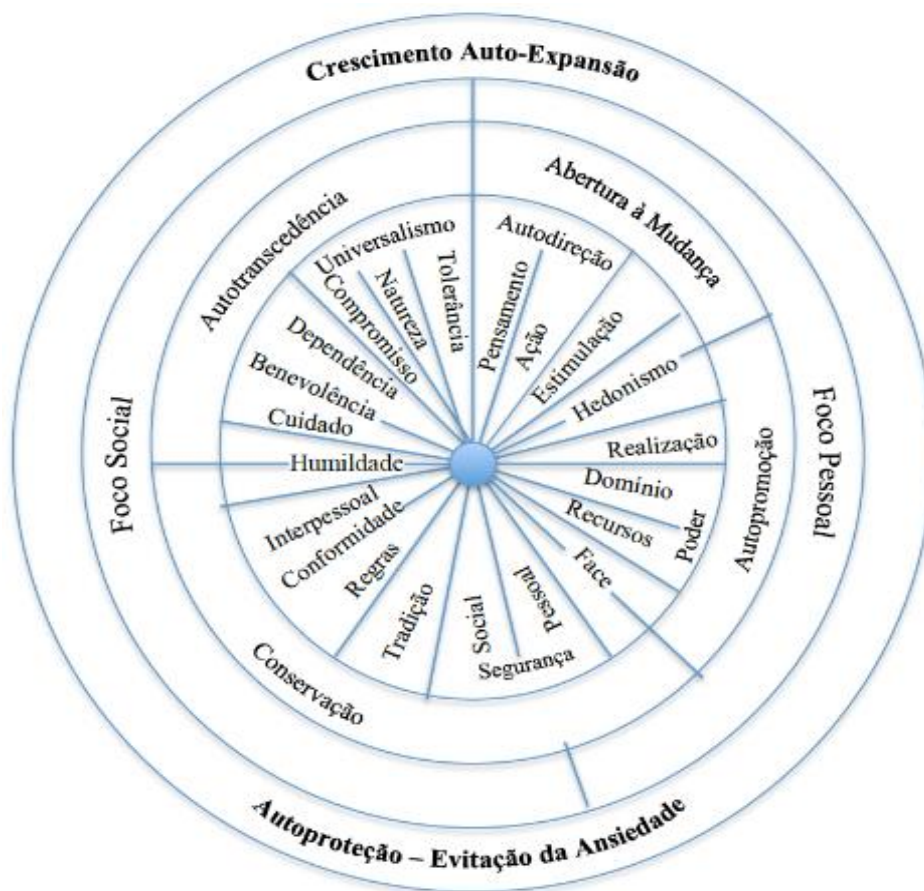 Crescimento Auto-Expansão
Autotranscedência
Abertura à Mudança
Universalismo
Natureza
Compromisso
Tolerância
Autodireção
Pensamento
Ação
Estimulação
Hedonismo
Dependência
Benevolência
Cuidado
Humildade
Realização
Domínio
Recursos
Poder
Face
Foco Social
Foco Pessoal
Autopromoção
Interpessoal
Conformidade
Regras
Tradição
Social
Pessoal
Segurança
Conservação
Autoproteção – Evitação da Ansiedade